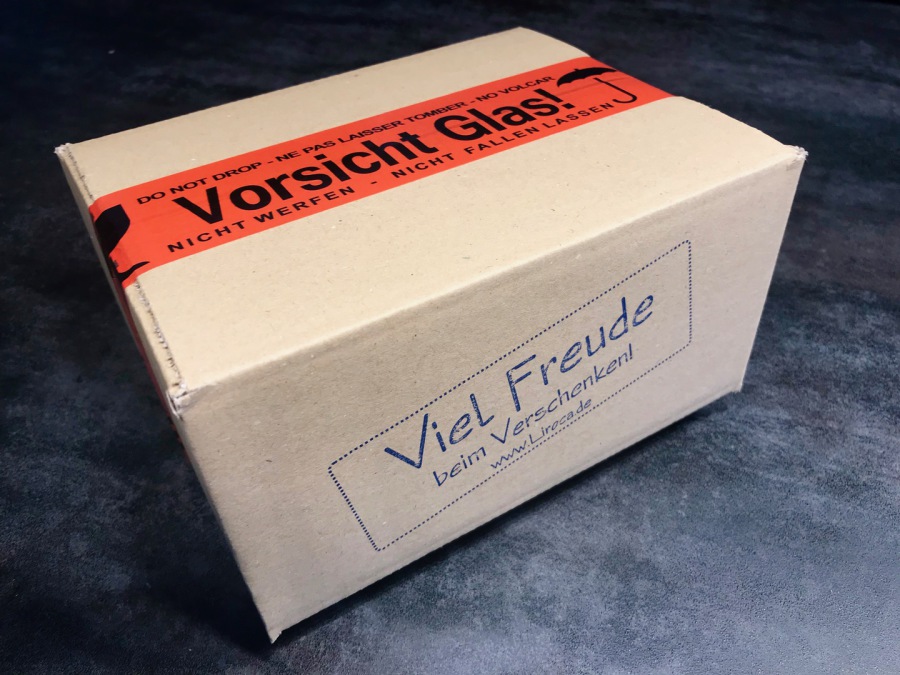 DO NOT DROP - NE PAS LAISSER TOMBER - NO VOLCAR
Vorsicht Glas!
NICHT WERFEN - NICHT FALLEN LASSEN
Viel Freude
beim Verschenken!
www.Liroca.de